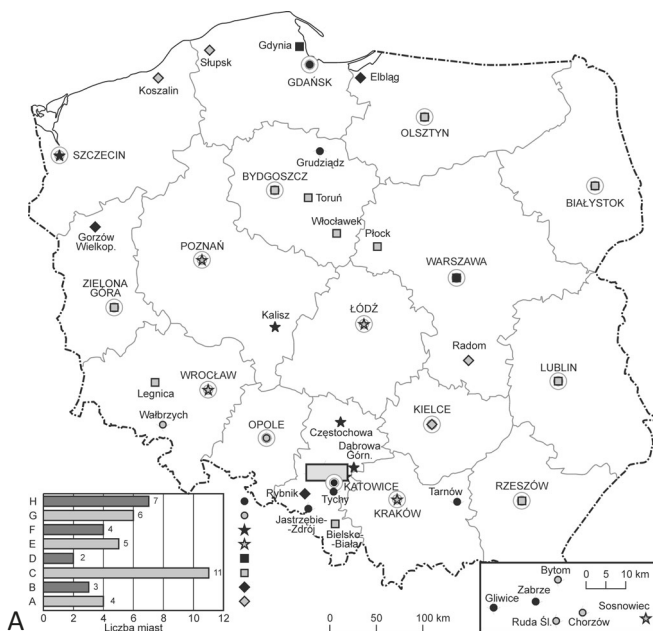 Słupsk
Gdynia
Koszalin
GDAŃSK
Elbląg
OLSZTYN
SZCZECIN
Grudziądz
BYDGOSZCZ
Toruń
BIAŁYSTOK
Włocławek
Płock
Gorzów
Wielkop.
POZNAŃ
WARSZAWA
ZIELONA
GÓRA
Kalisz
ŁÓDŹ
Radom
LUBLIN
WROCŁAW
Legnica
Wałbrzych
OPOLE
Częstochowa
KIELCE
Dąbrowa
Górn.
KATOWICE
Rybnik
Tychy
KRAKÓW
Tarnów
RZESZÓW
Jastrzębie-
-Zdrój
Bielsko-
-Biała
H 7
G 6
F 4
E 5
D 2
C 11
B 3
A 4
0 2 4 6 8 10 12
Liczba miast
A
0 50 100 km
Bytom
0 10 km
Gliwice
Zabrze
Sosnowiec
Ruda Śl.
Chorzów